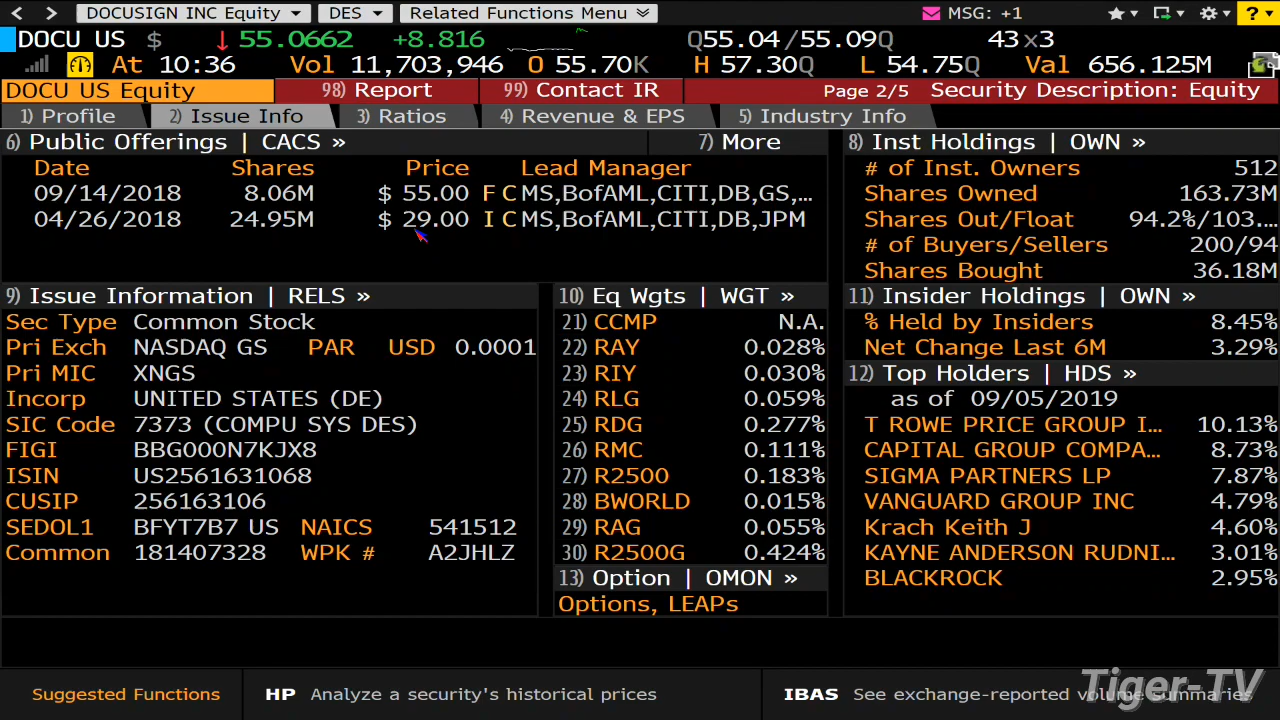 DOCUSIGN INC Equity DES Related Functions Menu MSG: +1 ?
DOCU US $ ↓ 55.0662 +8.816 Q55.04/55.09Q 43x3
At 10:36 Vol 11,703,946 O 55.70K H 57.30Q L 54.75Q Val 656.125M
DOCU US Equity 98) Report 99) Contact IR Page 2/5 Security Description: Equity
1) Profile 2) Issue Info 3) Ratios 4) Revenue & EPS 5) Industry Info
6) Public Offerings | CACS » 7) More
Date Shares Price Lead Manager
09/14/2018 8.06M $ 55.00 F C MS,BofAML,CITI,DB,GS,...
04/26/2018 24.95M $ 29.00 I C MS,BofAML,CITI,DB,JPM
8) Inst Holdings | OWN »
# of Inst. Owners 512
Shares Owned 163.73M
Shares Out/Float 94.2%/103....
# of Buyers/Sellers 200/94
Shares Bought 36.18M
9) Issue Information | RELS »
Sec Type Common Stock
Pri Exch NASDAQ GS PAR USD 0.0001
Pri MIC XNGS
Incorp UNITED STATES (DE)
SIC Code 7373 (COMPU SYS DES)
FIGI BBG000N7KJX8
ISIN US2561631068
CUSIP 256163106
SEDOL1 BFYT7B7 US NAICS 541512
Common 181407328 WPK # A2JHLZ
10) Eq Wgts | WGT »
21) CCMP N.A.
22) RAY 0.028%
23) RIY 0.030%
24) RLG 0.059%
25) RDG 0.277%
26) RMC 0.111%
27) R2500 0.183%
28) BWORLD 0.015%
29) RAG 0.055%
30) R2500G 0.424%
13) Option | OMON »
Options, LEAPs
11) Insider Holdings | OWN »
% Held by Insiders 8.45%
Net Change Last 6M 3.29%
12) Top Holders | HDS »
as of 09/05/2019
T ROWE PRICE GROUP I... 10.13%
CAPITAL GROUP COMPA... 8.73%
SIGMA PARTNERS LP 7.87%
VANGUARD GROUP INC 4.79%
Krach Keith J 4.60%
KAYNE ANDERSON RUDNI... 3.01%
BLACKROCK 2.95%
Suggested Functions HP Analyze a security's historical prices IBAS See exchange-reported volume summaries
Tiger-TV